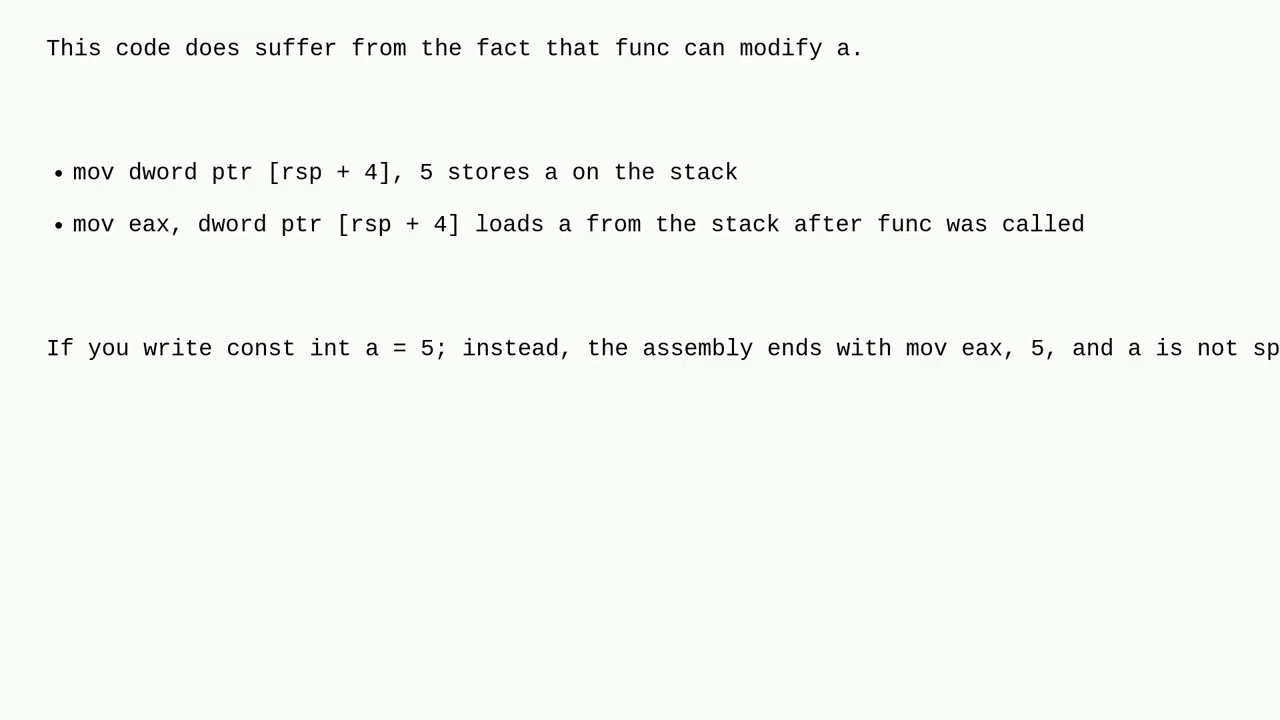 This code does suffer from the fact that func can modify a.
• mov dword ptr [rsp + 4], 5 stores a on the stack
• mov eax, dword ptr [rsp + 4] loads a from the stack after func was called
If you write const int a = 5; instead, the assembly ends with mov eax, 5, and a is not sp